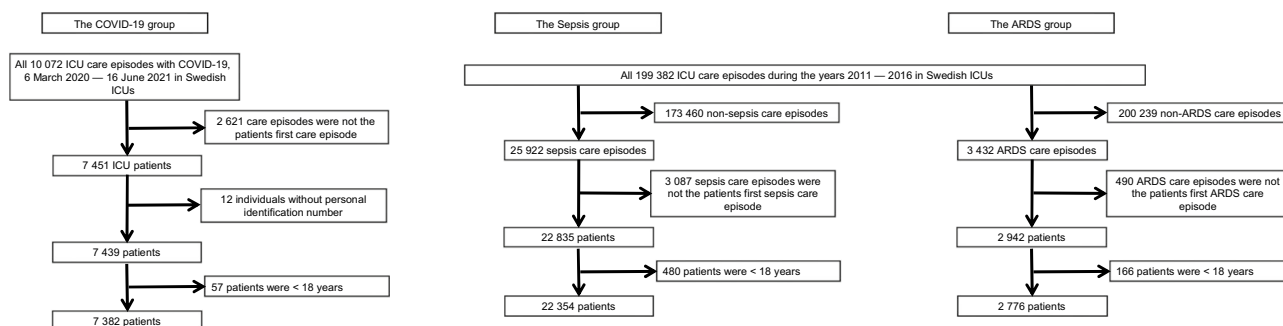 The COVID-19 group
All 10 072 ICU care episodes with COVID-19,
6 March 2020 — 16 June 2021 in Swedish
ICUs
2 621 care episodes were not the
patients first care episode
7 451 ICU patients
12 individuals without personal
identification number
7 439 patients
57 patients were < 18 years
7 382 patients
The Sepsis group
The ARDS group
All 199 382 ICU care episodes during the years 2011 — 2016 in Swedish ICUs
173 460 non-sepsis care episodes
25 922 sepsis care episodes
3 087 sepsis care episodes were
not the patients first sepsis care
episode
22 835 patients
480 patients were < 18 years
22 354 patients
200 239 non-ARDS care episodes
3 432 ARDS care episodes
490 ARDS care episodes were not
the patients first ARDS care
episode
2 942 patients
166 patients were < 18 years
2 776 patients